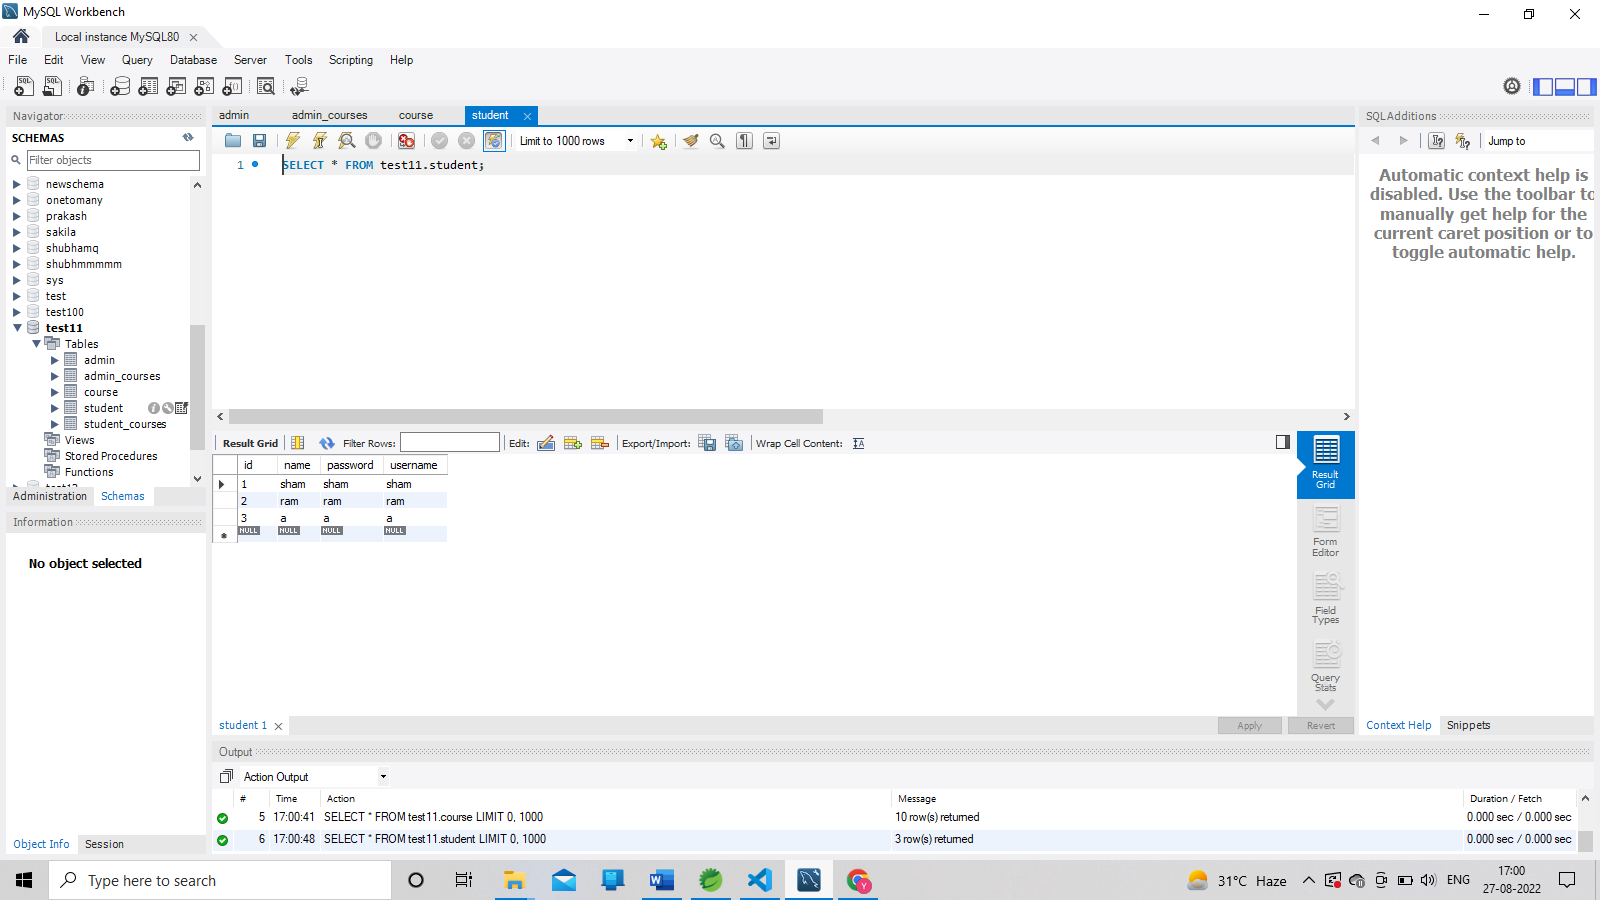 MySQL Workbench
Local instance MySQL80
File Edit View Query Database Server Tools Scripting Help
Navigator
SCHEMAS
Filter objects
newschema
onetomany
prakash
sakila
shubhamq
shubhmmmmm
sys
test
test100
test11
Tables
admin
admin_courses
course
student
student_courses
Views
Stored Procedures
Functions
Administration Schemas
Information
No object selected
Object Info Session
admin admin_courses course student
Limit to 1000 rows
1 SELECT * FROM test11.student;
Result Grid Filter Rows: Edit: Export/Import: Wrap Cell Content:
id name password username
1 sham sham sham
2 ram ram ram
3 a a a
NULL NULL NULL NULL
Result
Grid
Form
Editor
Field
Types
Query
Stats
student 1 Apply Revert
SQLAdditions
Jump to
Automatic context help is
disabled. Use the toolbar to
manually get help for the
current caret position or to
toggle automatic help.
Context Help Snippets
Output
Action Output
# Time Action Message Duration / Fetch
5 17:00:41 SELECT * FROM test11.course LIMIT 0, 1000 10 row(s) returned 0.000 sec / 0.000 sec
6 17:00:48 SELECT * FROM test11.student LIMIT 0, 1000 3 row(s) returned 0.000 sec / 0.000 sec
Type here to search
31°C Haze
ENG
17:00
27-08-2022